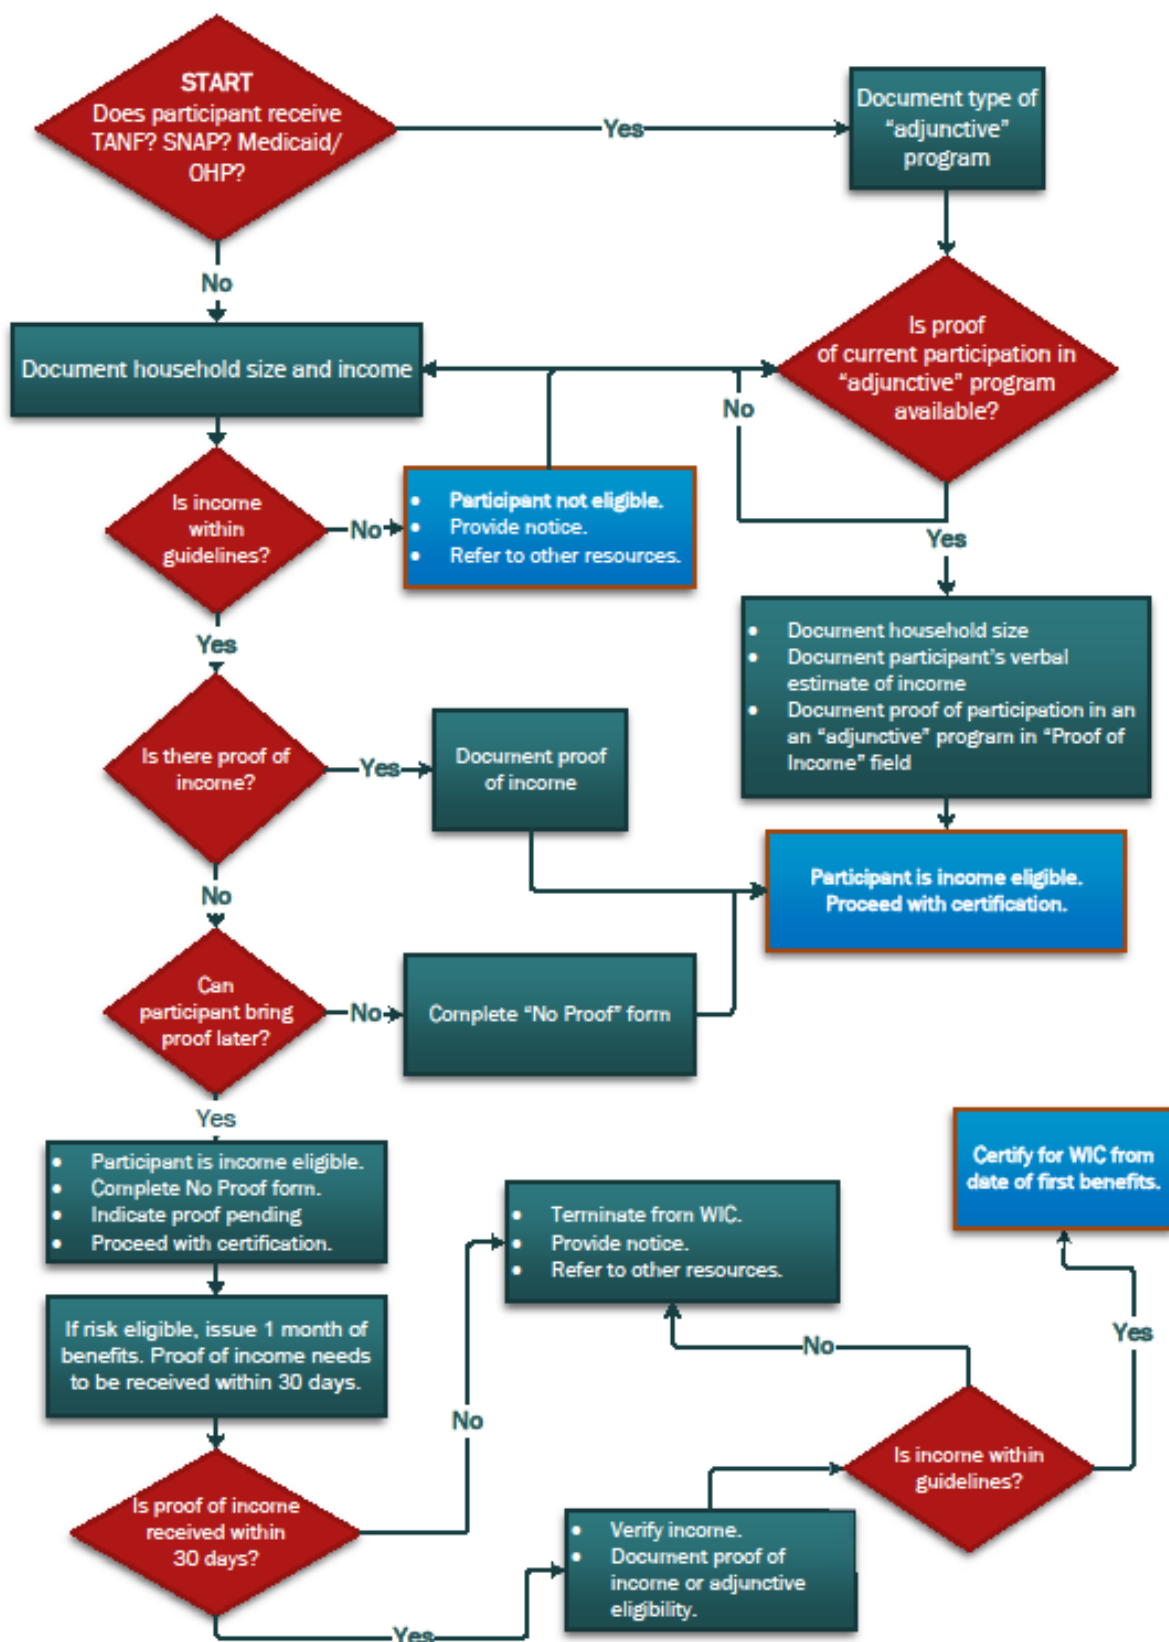 START
Does participant receive
TANF? SNAP? Medicaid/
OHP?
Yes
Document type of
“adjunctive”
program
No
Document household size and income
Is proof
of current participation in
“adjunctive” program
available?
No
Is income
within
guidelines?
No
• Participant not eligible.
• Provide notice.
• Refer to other resources.
Yes
Yes
• Document household size
• Document participant’s verbal
estimate of income
• Document proof of participation in an
an “adjunctive” program in “Proof of
Income” field
Is there proof of
income?
Yes
Document proof
of income
Participant is income eligible.
Proceed with certification.
No
Can
participant bring
proof later?
No
Complete “No Proof” form
Yes
• Participant is income eligible.
• Complete No Proof form.
• Indicate proof pending
• Proceed with certification.
Certify for WIC from
date of first benefits.
• Terminate from WIC.
• Provide notice.
• Refer to other resources.
If risk eligible, issue 1 month of
benefits. Proof of income needs
to be received within 30 days.
No
Yes
No
Is income within
guidelines?
Is proof of income
received within
30 days?
• Verify income.
• Document proof of
income or adjunctive
eligibility.
Yes